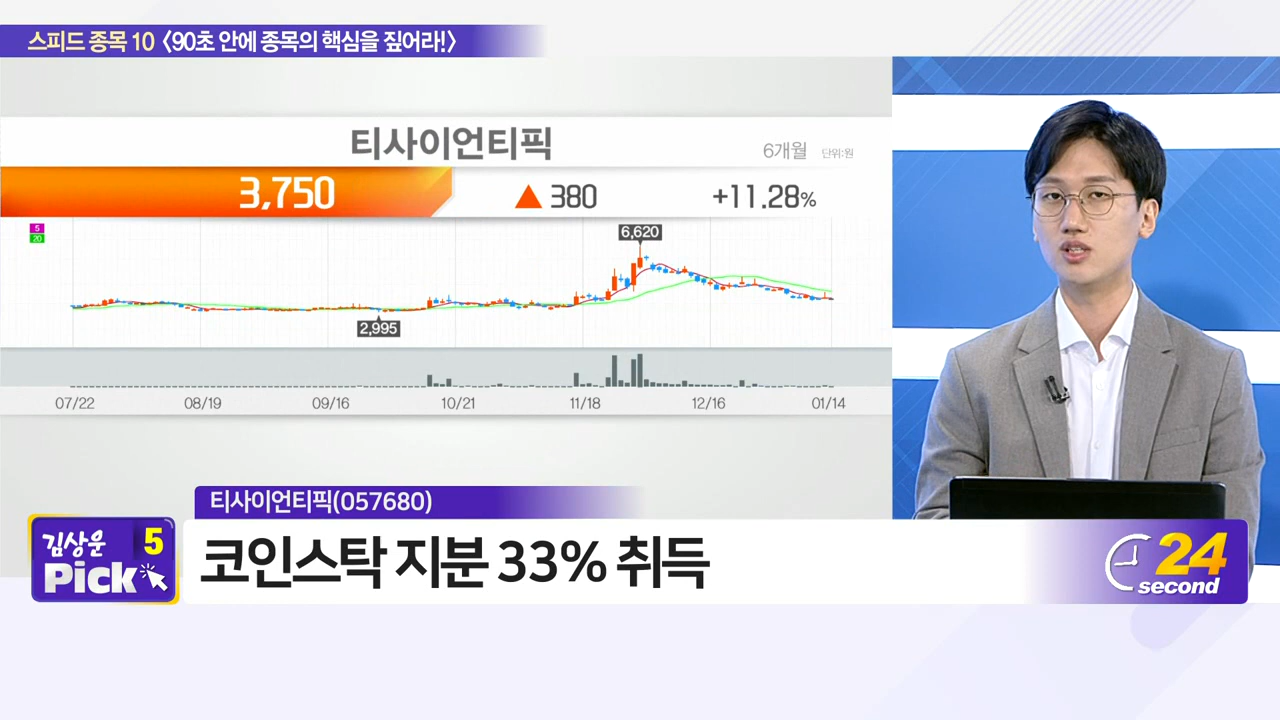 스피드 종목 10 〈90초 안에 종목의 핵심을 짚어라!〉
티사이언티픽
6개월 단위:원
3,750 ▲ 380 +11.28%
5
20
6,620
2,995
07/22 08/19 09/16 10/21 11/18 12/16 01/14
티사이언티픽(057680)
김상운 5
Pick
코인스탁 지분 33% 취득
24
second